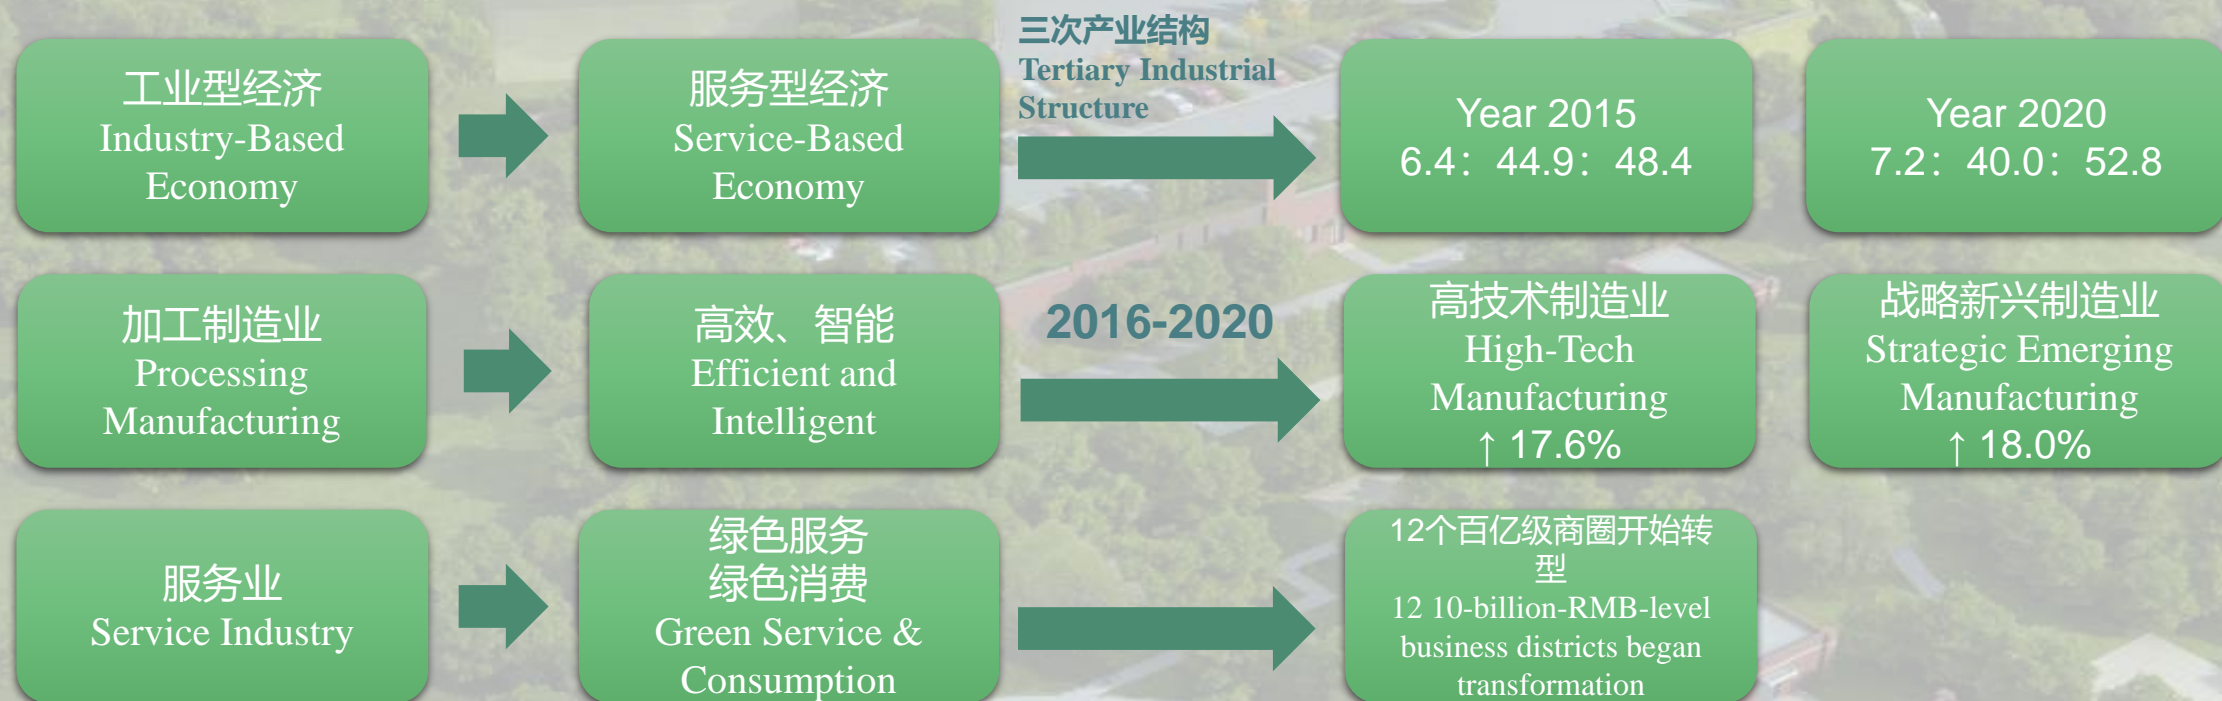 工业型经济
Industry-Based
Economy
服务型经济
Service-Based
Economy
三次产业结构
Tertiary Industrial
Structure
Year 2015
6.4：44.9：48.4
Year 2020
7.2：40.0：52.8
加工制造业
Processing
Manufacturing
高效、智能
Efficient and
Intelligent
2016-2020
高技术制造业
High-Tech
Manufacturing
↑ 17.6%
战略新兴制造业
Strategic Emerging
Manufacturing
↑ 18.0%
服务业
Service Industry
绿色服务
绿色消费
Green Service &
Consumption
12个百亿级商圈开始转
型
12 10-billion-RMB-level
business districts began
transformation